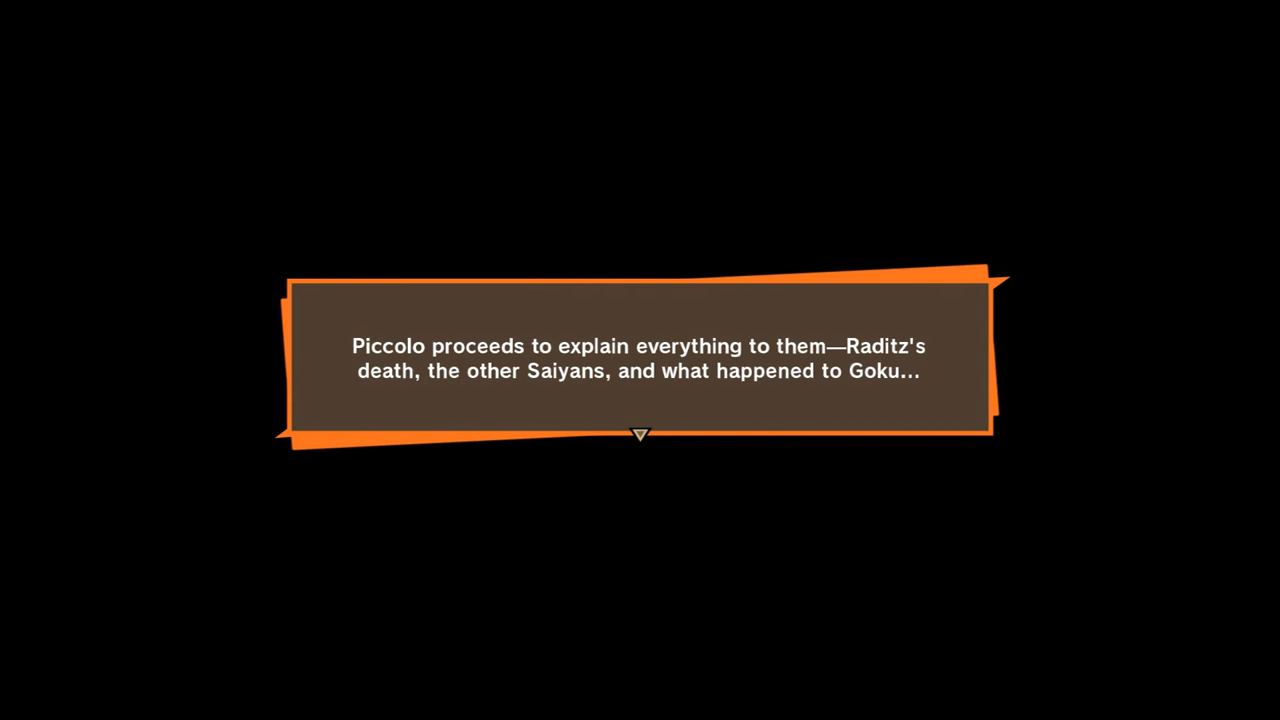 Piccolo proceeds to explain everything to them—Raditz's
death, the other Saiyans, and what happened to Goku...